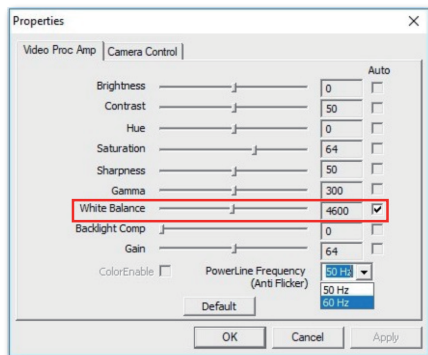 Properties
Video Proc Amp Camera Control
Auto
Brightness 0
Contrast 50
Hue 0
Saturation 64
Sharpness 50
Gamma 300
White Balance 4600
Backlight Comp 0
Gain 64
ColorEnable PowerLine Frequency 50 Hz
(Anti Flicker) 50 Hz
60 Hz
Default
OK Cancel Apply